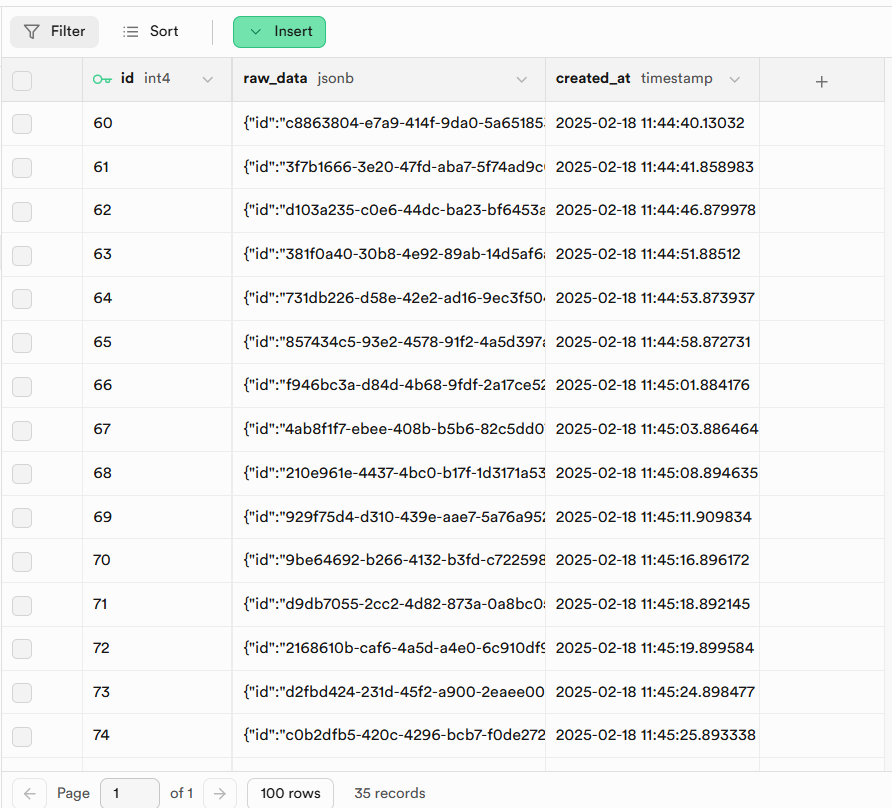 Filter Sort Insert
id int4 raw_data jsonb created_at timestamp +
60 {"id":"c8863804-e7a9-414f-9da0-5a65185 2025-02-18 11:44:40.13032
61 {"id":"3f7b1666-3e20-47fd-aba7-5f74ad9c 2025-02-18 11:44:41.858983
62 {"id":"d103a235-c0e6-44dc-ba23-bf6453a 2025-02-18 11:44:46.879978
63 {"id":"381f0a40-30b8-4e92-89ab-14d5af6 2025-02-18 11:44:51.88512
64 {"id":"731db226-d58e-42e2-ad16-9ec3f50 2025-02-18 11:44:53.873937
65 {"id":"857434c5-93e2-4578-91f2-4a5d397 2025-02-18 11:44:58.872731
66 {"id":"f946bc3a-d84d-4b68-9fdf-2a17ce52 2025-02-18 11:45:01.884176
67 {"id":"4ab8f1f7-ebee-408b-b5b6-82c5dd0 2025-02-18 11:45:03.886464
68 {"id":"210e961e-4437-4bc0-b17f-1d3171a53 2025-02-18 11:45:08.894635
69 {"id":"929f75d4-d310-439e-aae7-5a76a952 2025-02-18 11:45:11.909834
70 {"id":"9be64692-b266-4132-b3fd-c722598 2025-02-18 11:45:16.896172
71 {"id":"d9db7055-2cc2-4d82-873a-0a8bc0 2025-02-18 11:45:18.892145
72 {"id":"2168610b-caf6-4a5d-a4e0-6c910df9 2025-02-18 11:45:19.899584
73 {"id":"d2fbd424-231d-45f2-a900-2eaee00 2025-02-18 11:45:24.898477
74 {"id":"c0b2dfb5-420c-4296-bcb7-f0de272 2025-02-18 11:45:25.893338
Page 1 of 1 100 rows 35 records